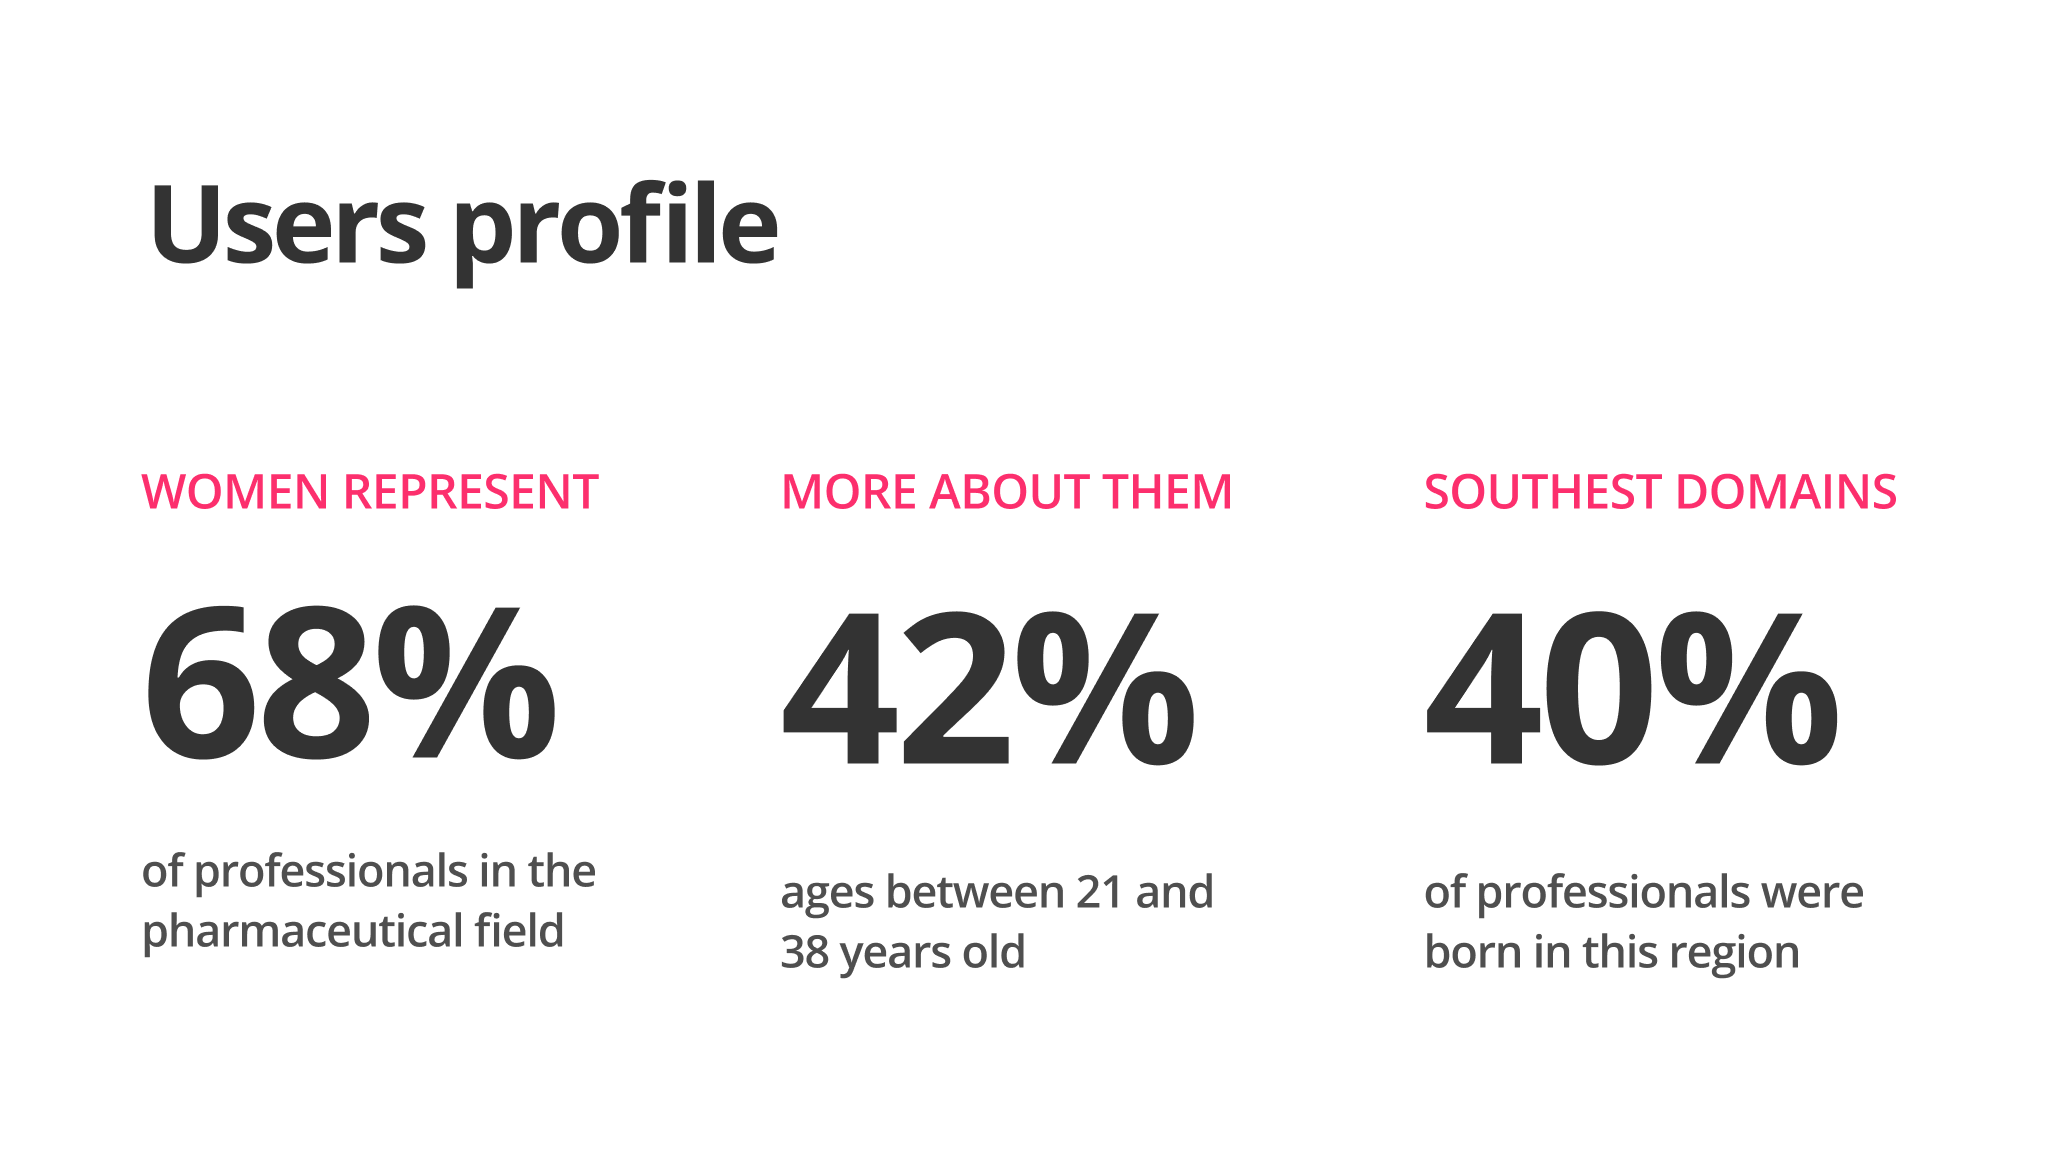 Users profile
WOMEN REPRESENT
68%
of professionals in the
pharmaceutical field
MORE ABOUT THEM
42%
ages between 21 and
38 years old
SOUTHEST DOMAINS
40%
of professionals were
born in this region